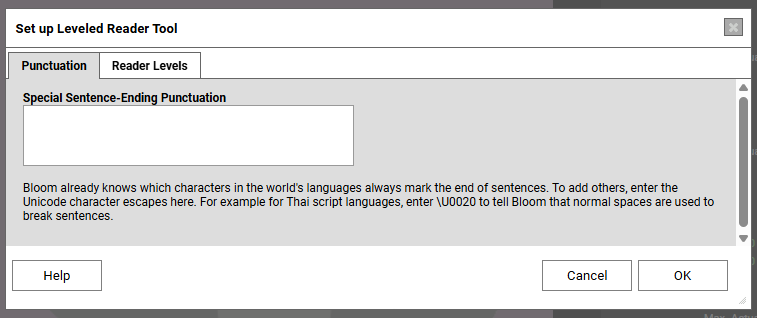 Set up Leveled Reader Tool
Punctuation
Reader Levels
Special Sentence-Ending Punctuation
Bloom already knows which characters in the world's languages always mark the end of sentences. To add others, enter the
Unicode character escapes here. For example for Thai script languages, enter \U0020 to tell Bloom that normal spaces are used to
break sentences.
Help
Cancel
OK